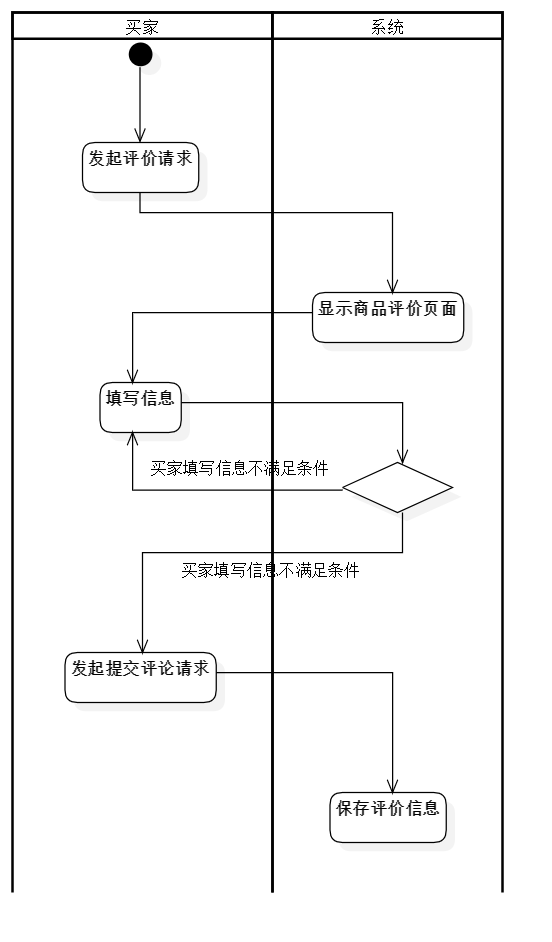 买家
系统
发起评价请求
显示商品评价页面
填写信息
买家填写信息不满足条件
买家填写信息不满足条件
发起提交评论请求
保存评价信息